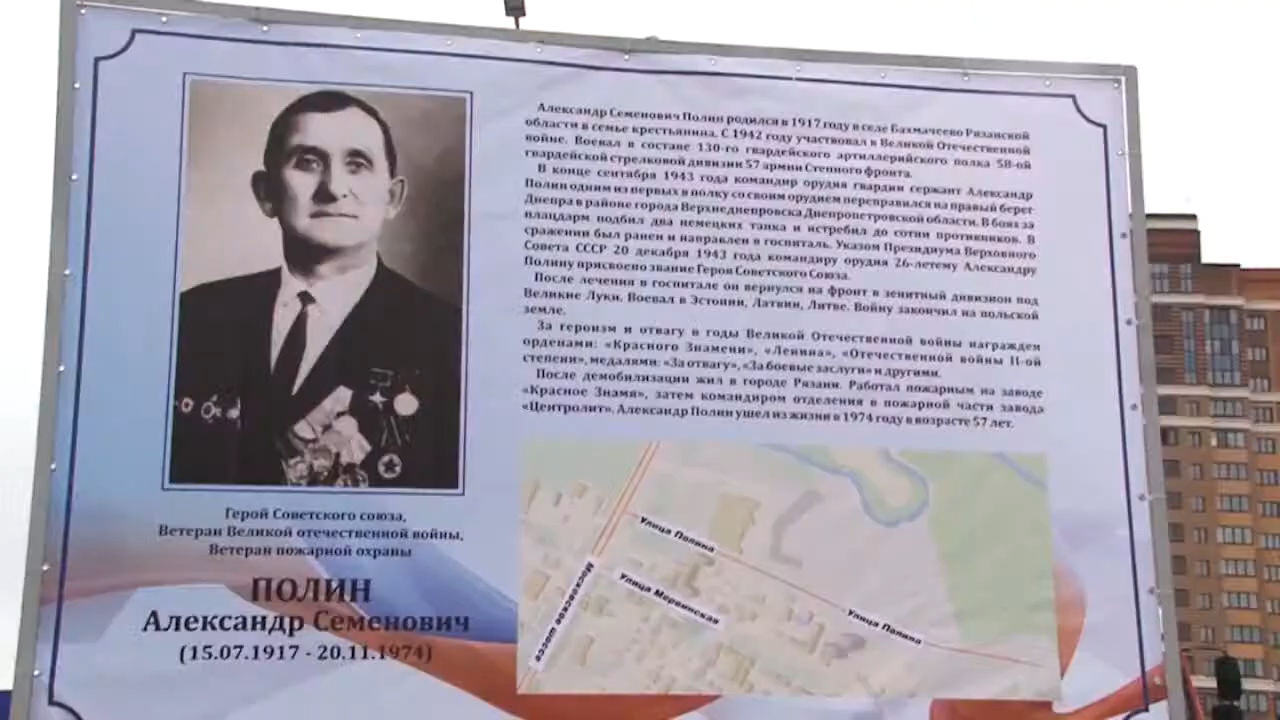 Александр Семенович Полин родился в 1917 году в селе Бахмачеево Рязанской
области в семье крестьянина. С 1942 году участвовал в Великой Отечественной
войне. Воевал в составе 130-го гвардейского артиллерийского полка 58-ой
гвардейской стрелковой дивизии 57 армии Степного фронта.
В конце сентября 1943 года командир орудия гвардии сержант Александр
Полин одним из первых в полку со своим орудием переправился на правый берег
Днепра в районе города Верхнеднепровска Днепропетровской области. В боях за
плацдарм подбил два немецких танка и истребил до сотни противников. В
сражении был ранен и направлен в госпиталь. Указом Президиума Верховного
Совета СССР 20 декабря 1943 года командиру орудия 26-летему Александру
Полину присвоено звание Героя Советского Союза.
После лечения в госпитале он вернулся на фронт в зенитный дивизион под
Великие Луки. Воевал в Эстонии, Латвии, Литве. Войну закончил на польской
земле.
За героизм и отвагу в годы Великой Отечественной войны награжден
орденами: «Красного Знамени», «Ленина», «Отечественной войны II-ой
степени», медалями: «За отвагу», «За боевые заслуги» и другими.
После демобилизации жил в городе Рязани. Работал пожарным на заводе
«Красное Знамя», затем командиром отделения в пожарной части завода
«Центролит». Александр Полин ушел из жизни в 1974 году в возрасте 57 лет.
Герой Советского союза,
Ветеран Великой отечественной войны,
Ветеран пожарной охраны
ПОЛИН
Александр Семенович
(15.07.1917 - 20.11.1974)
Улица Полина
Улица Мервинская
Улица Полина
Московское шоссе